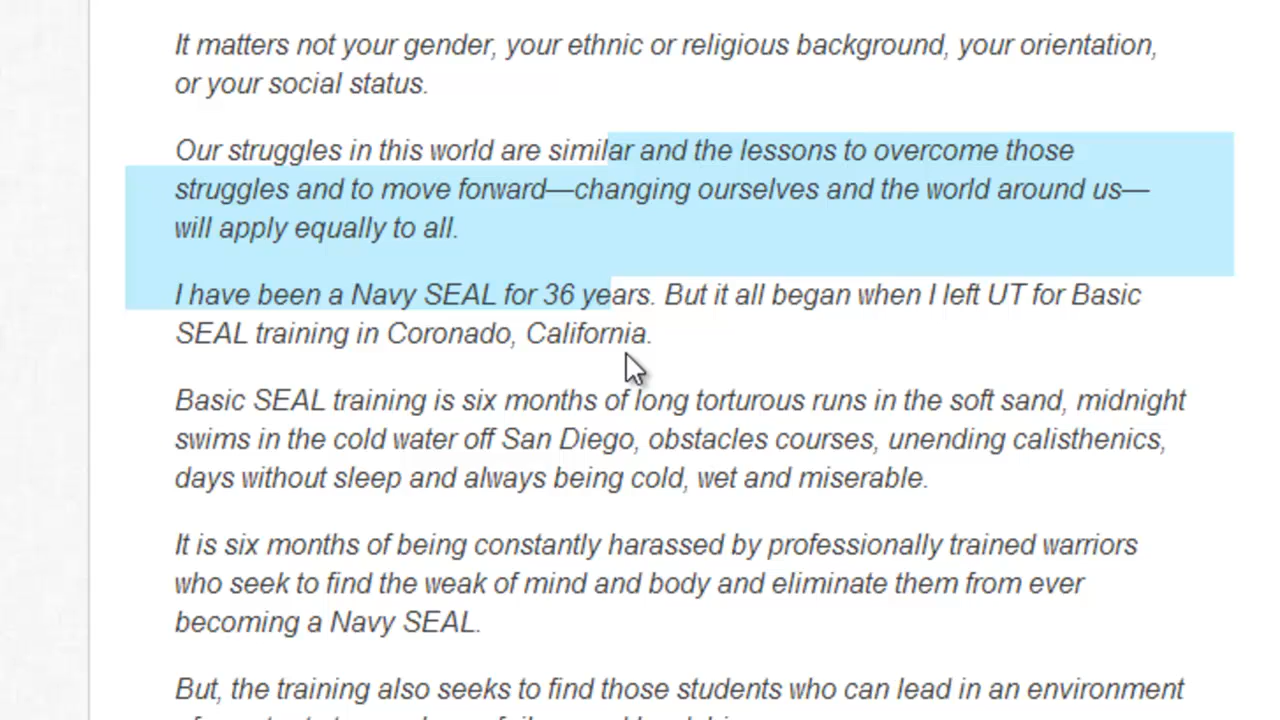 It matters not your gender, your ethnic or religious background, your orientation,
or your social status.
Our struggles in this world are similar and the lessons to overcome those
struggles and to move forward—changing ourselves and the world around us—
will apply equally to all.
I have been a Navy SEAL for 36 years. But it all began when I left UT for Basic
SEAL training in Coronado, California.
Basic SEAL training is six months of long torturous runs in the soft sand, midnight
swims in the cold water off San Diego, obstacles courses, unending calisthenics,
days without sleep and always being cold, wet and miserable.
It is six months of being constantly harassed by professionally trained warriors
who seek to find the weak of mind and body and eliminate them from ever
becoming a Navy SEAL.
But, the training also seeks to find those students who can lead in an environment